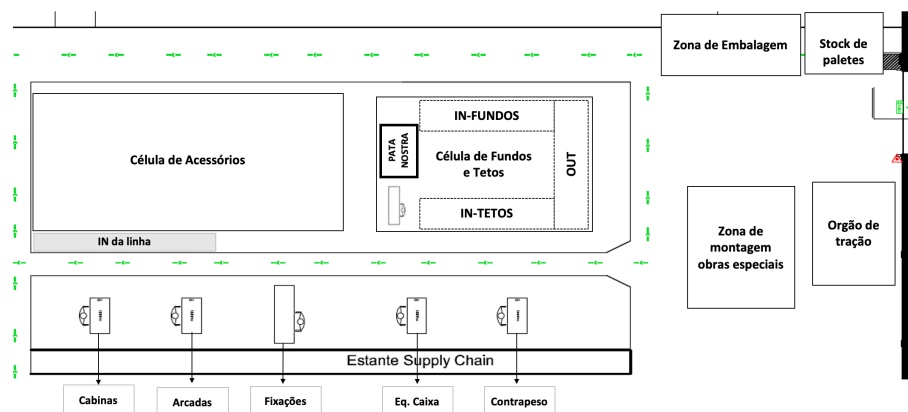 Zona de Embalagem
Stock de
paletes
IN-FUNDOS
PATA
NOSTRA
Célula de Acessórios
Célula de Fundos
e Tetos
OUT
IN-TETOS
IN da linha
Zona de
montagem
obras especiais
Orgão de
tração
Estante Supply Chain
Cabinas
Arcadas
Fixações
Eq. Caixa
Contrapeso